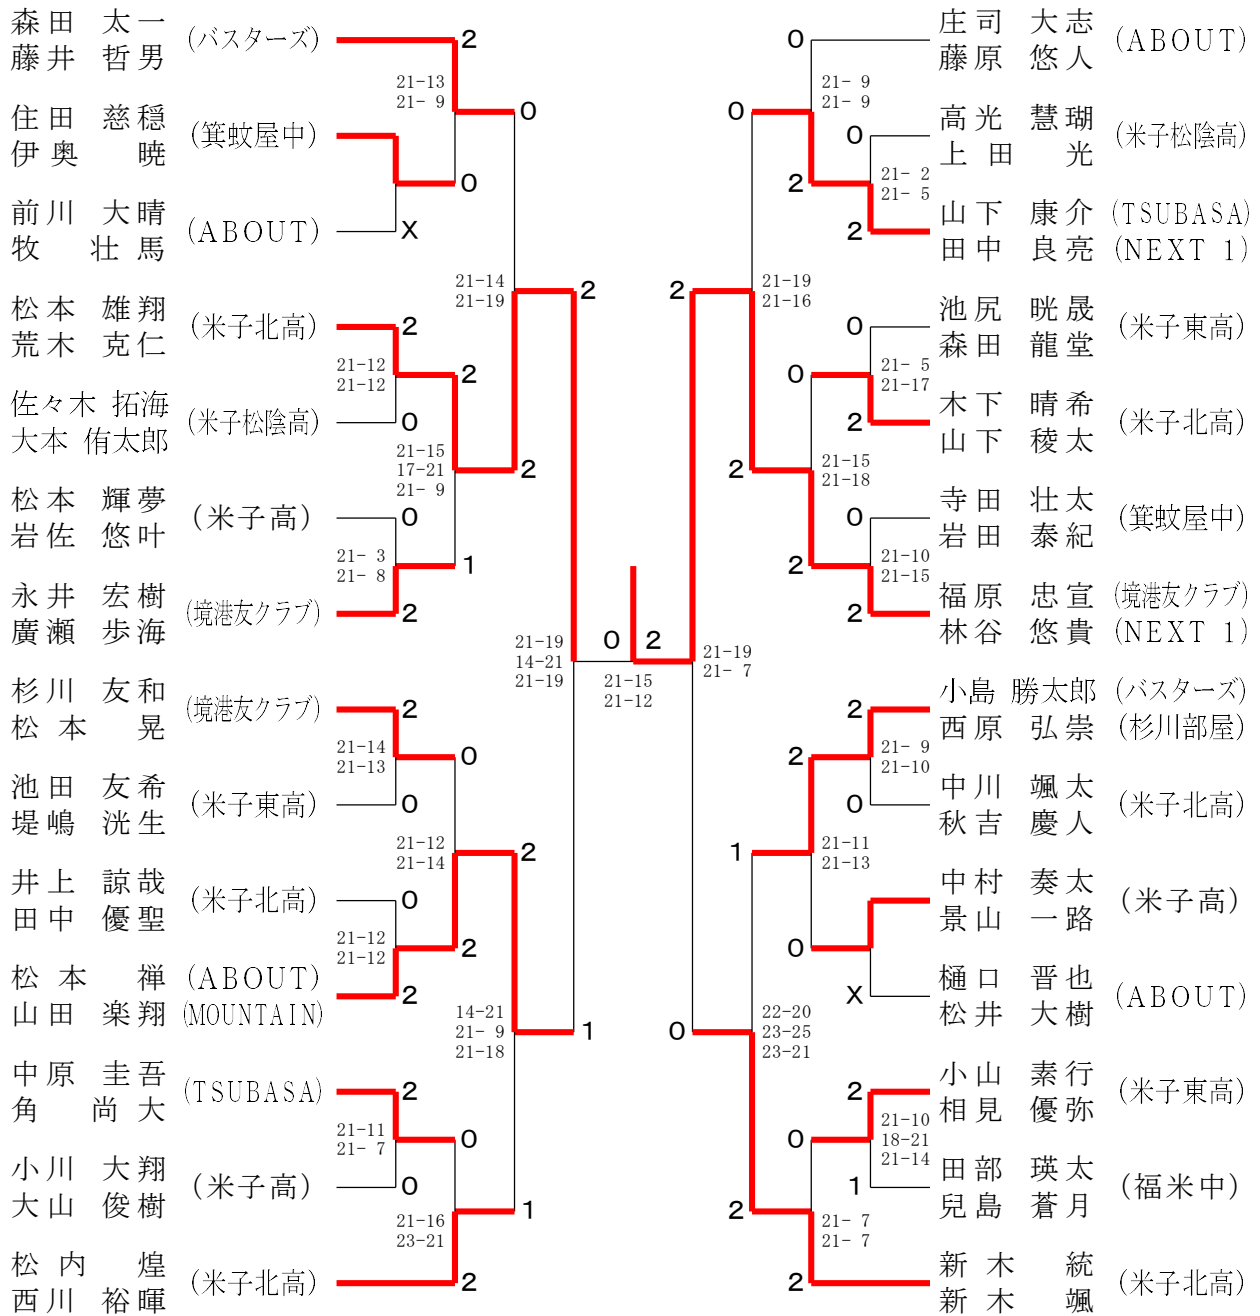 森田 太一 (バスターズ)
藤井 哲男
2
21-13
21- 9
0
住田 慈穏 (箕蚊屋中)
伊奥 暁
0
前川 大晴 (ABOUT)
牧 壮馬
X
21-14
21-19
2
松本 雄翔 (米子北高)
荒木 克仁
2
21-12
21-12
2
佐々木 拓海 (米子松陰高)
大本 侑太郎
0
21-15
17-21
21- 9
2
松本 輝夢 (米子高)
岩佐 悠叶
0
21- 3
21- 8
1
永井 宏樹 (境港友クラブ)
廣瀬 歩海
2
21-19
14-21
21-19
杉川 友和 (境港友クラブ)
松本 晃
2
21-14
21-13
0
池田 友希 (米子東高)
堤嶋 洸生
0
21-12
21-14
2
井上 諒哉 (米子北高)
田中 優聖
0
21-12
21-12
2
松本 禅 (ABOUT)
山田 楽翔 (MOUNTAIN)
2
14-21
21- 9
21-18
1
中原 圭吾 (TSUBASA)
角 尚大
2
21-11
21- 7
0
小川 大翔 (米子高)
大山 俊樹
0
21-16
23-21
1
松内 煌 (米子北高)
西川 裕暉
2
0 2
21-15
21-12
庄司 大志 (ABOUT)
藤原 悠人
0
21- 9
21- 9
0
高光 慧瑚 (米子松陰高)
上田 光
0
21- 2
21- 5
2
山下 康介 (TSUBASA)
田中 良亮 (NEXT 1)
2
21-19
21-16
2
池尻 晄晟 (米子東高)
森田 龍堂
0
21- 5
21-17
0
木下 晴希 (米子北高)
山下 稜太
2
21-15
21-18
2
寺田 壮太 (箕蚊屋中)
岩田 泰紀
0
21-10
21-15
2
福原 忠宣 (境港友クラブ)
林谷 悠貴 (NEXT 1)
2
21-19
21- 7
小島 勝太郎 (バスターズ)
西原 弘崇 (杉川部屋)
2
21- 9
21-10
2
中川 颯太 (米子北高)
秋吉 慶人
0
21-11
21-13
1
中村 奏太 (米子高)
景山 一路
0
樋口 晋也 (ABOUT)
松井 大樹
X
22-20
23-25
23-21
0
小山 素行 (米子東高)
相見 優弥
2
21-10
18-21
21-14
0
田部 瑛太 (福米中)
兒島 蒼月
1
21- 7
21- 7
2
新木 統 (米子北高)
新木 颯
2